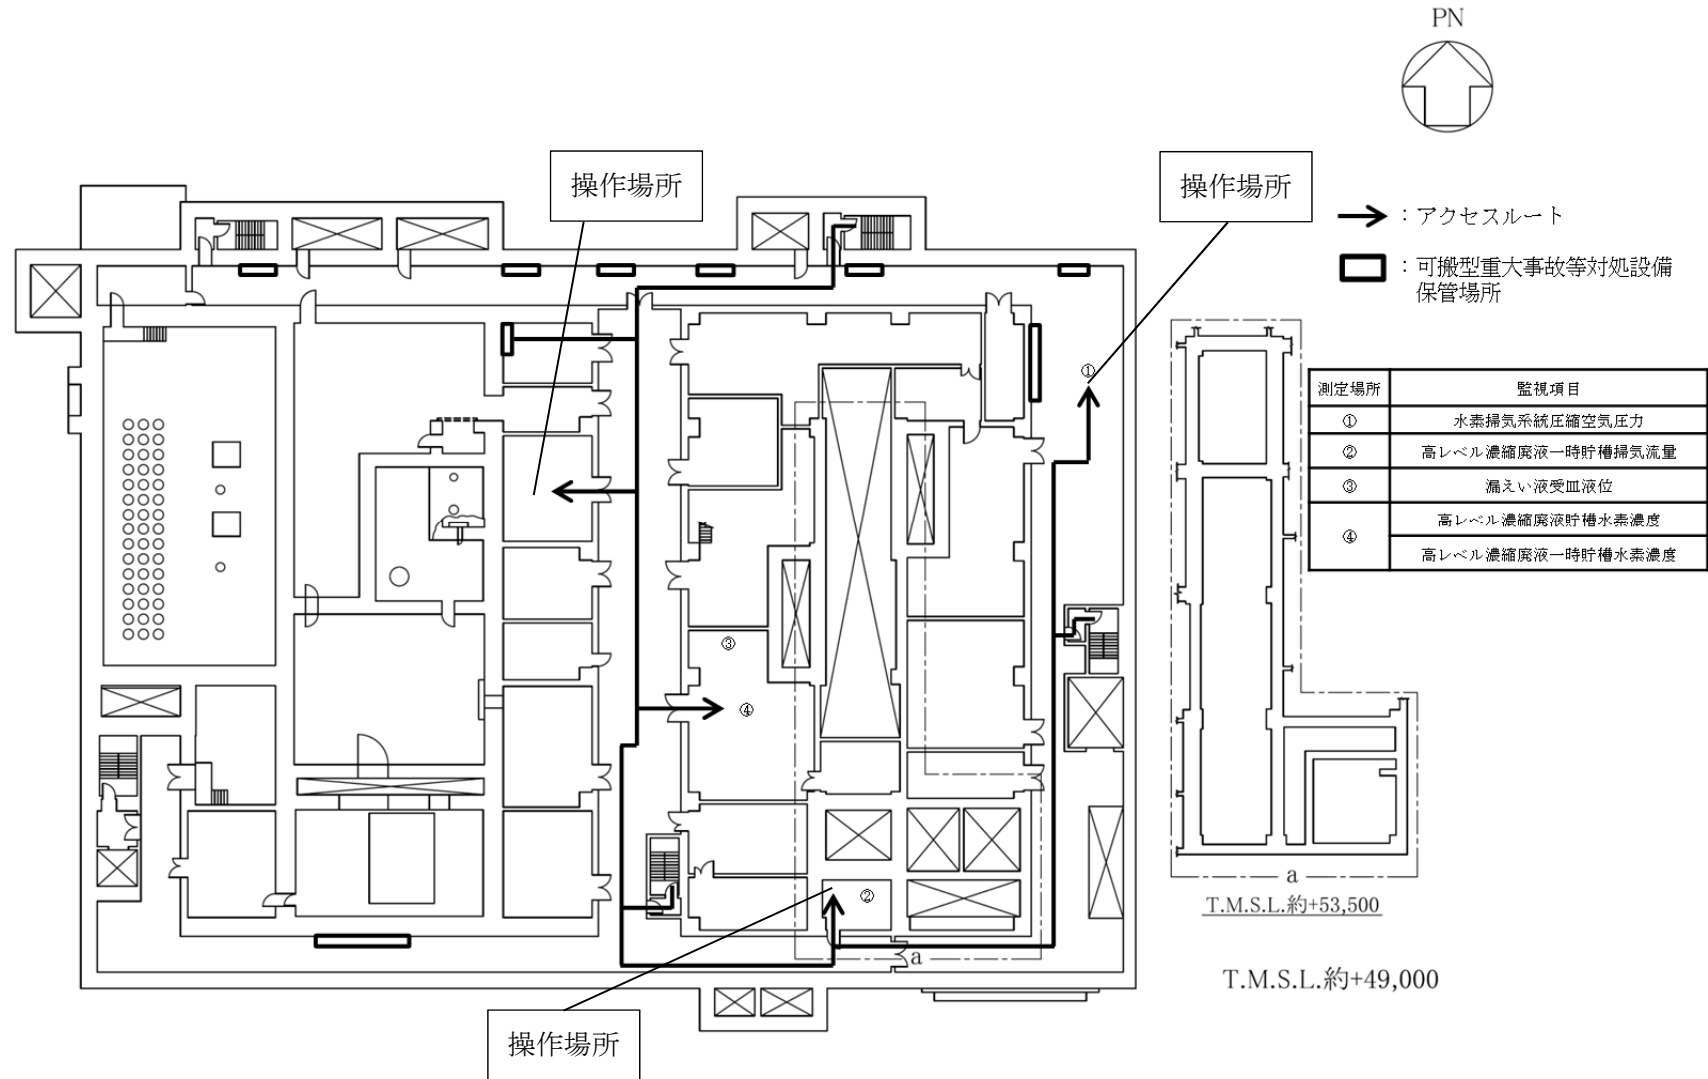 PN
操作場所
操作場所
：アクセスルート
：可搬型重大事故等対処設備
保管場所
①
測定場所 監視項目
① 水素掃気系統圧縮空気圧力
② 高レベル濃縮廃液一時貯槽掃気流量
③ 漏えい液受皿液位
④ 高レベル濃縮廃液貯槽水素濃度
高レベル濃縮廃液一時貯槽水素濃度
③
④
②
a
a
T.M.S.L.約+53,500
T.M.S.L.約+49,000
操作場所